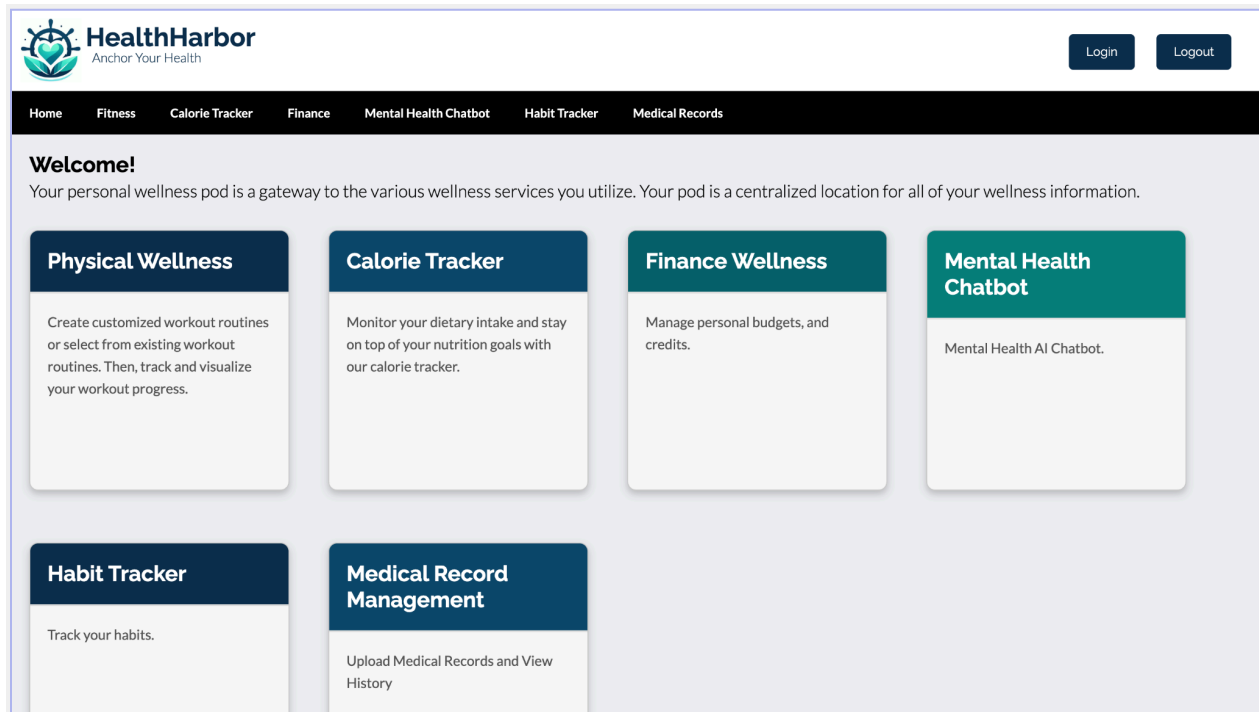 HealthHarbor
Anchor Your Health
Login
Logout
Home
Fitness
Calorie Tracker
Finance
Mental Health Chatbot
Habit Tracker
Medical Records
Welcome!
Your personal wellness pod is a gateway to the various wellness services you utilize. Your pod is a centralized location for all of your wellness information.
Physical Wellness
Create customized workout routines
or select from existing workout
routines. Then, track and visualize
your workout progress.
Calorie Tracker
Monitor your dietary intake and stay
on top of your nutrition goals with
our calorie tracker.
Finance Wellness
Manage personal budgets, and
credits.
Mental Health
Chatbot
Mental Health AI Chatbot.
Habit Tracker
Track your habits.
Medical Record
Management
Upload Medical Records and View
History